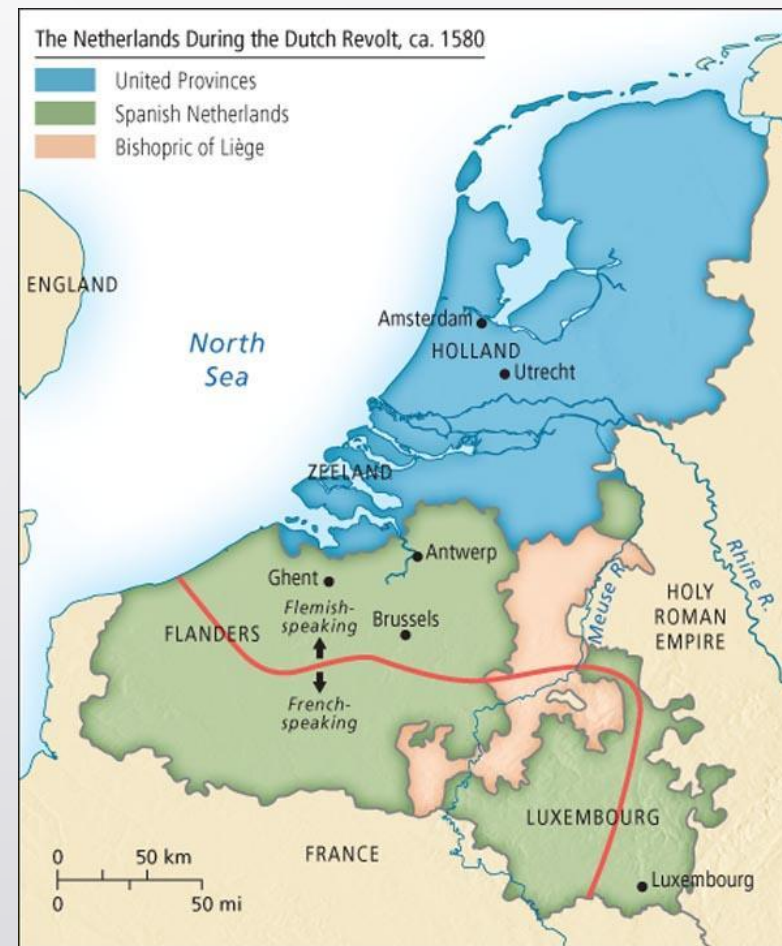 The Netherlands During the Dutch Revolt, ca. 1580
United Provinces
Spanish Netherlands
Bishopric of Liège
ENGLAND
North
Sea
Amsterdam
HOLLAND
Utrecht
ZEELAND
Antwerp
Ghent
Flemish-
speaking
Brussels
FLANDERS
French-
speaking
Meuse R.
Rhine R.
HOLY
ROMAN
EMPIRE
LUXEMBOURG
Luxembourg
FRANCE
0 50 km
0 50 mi